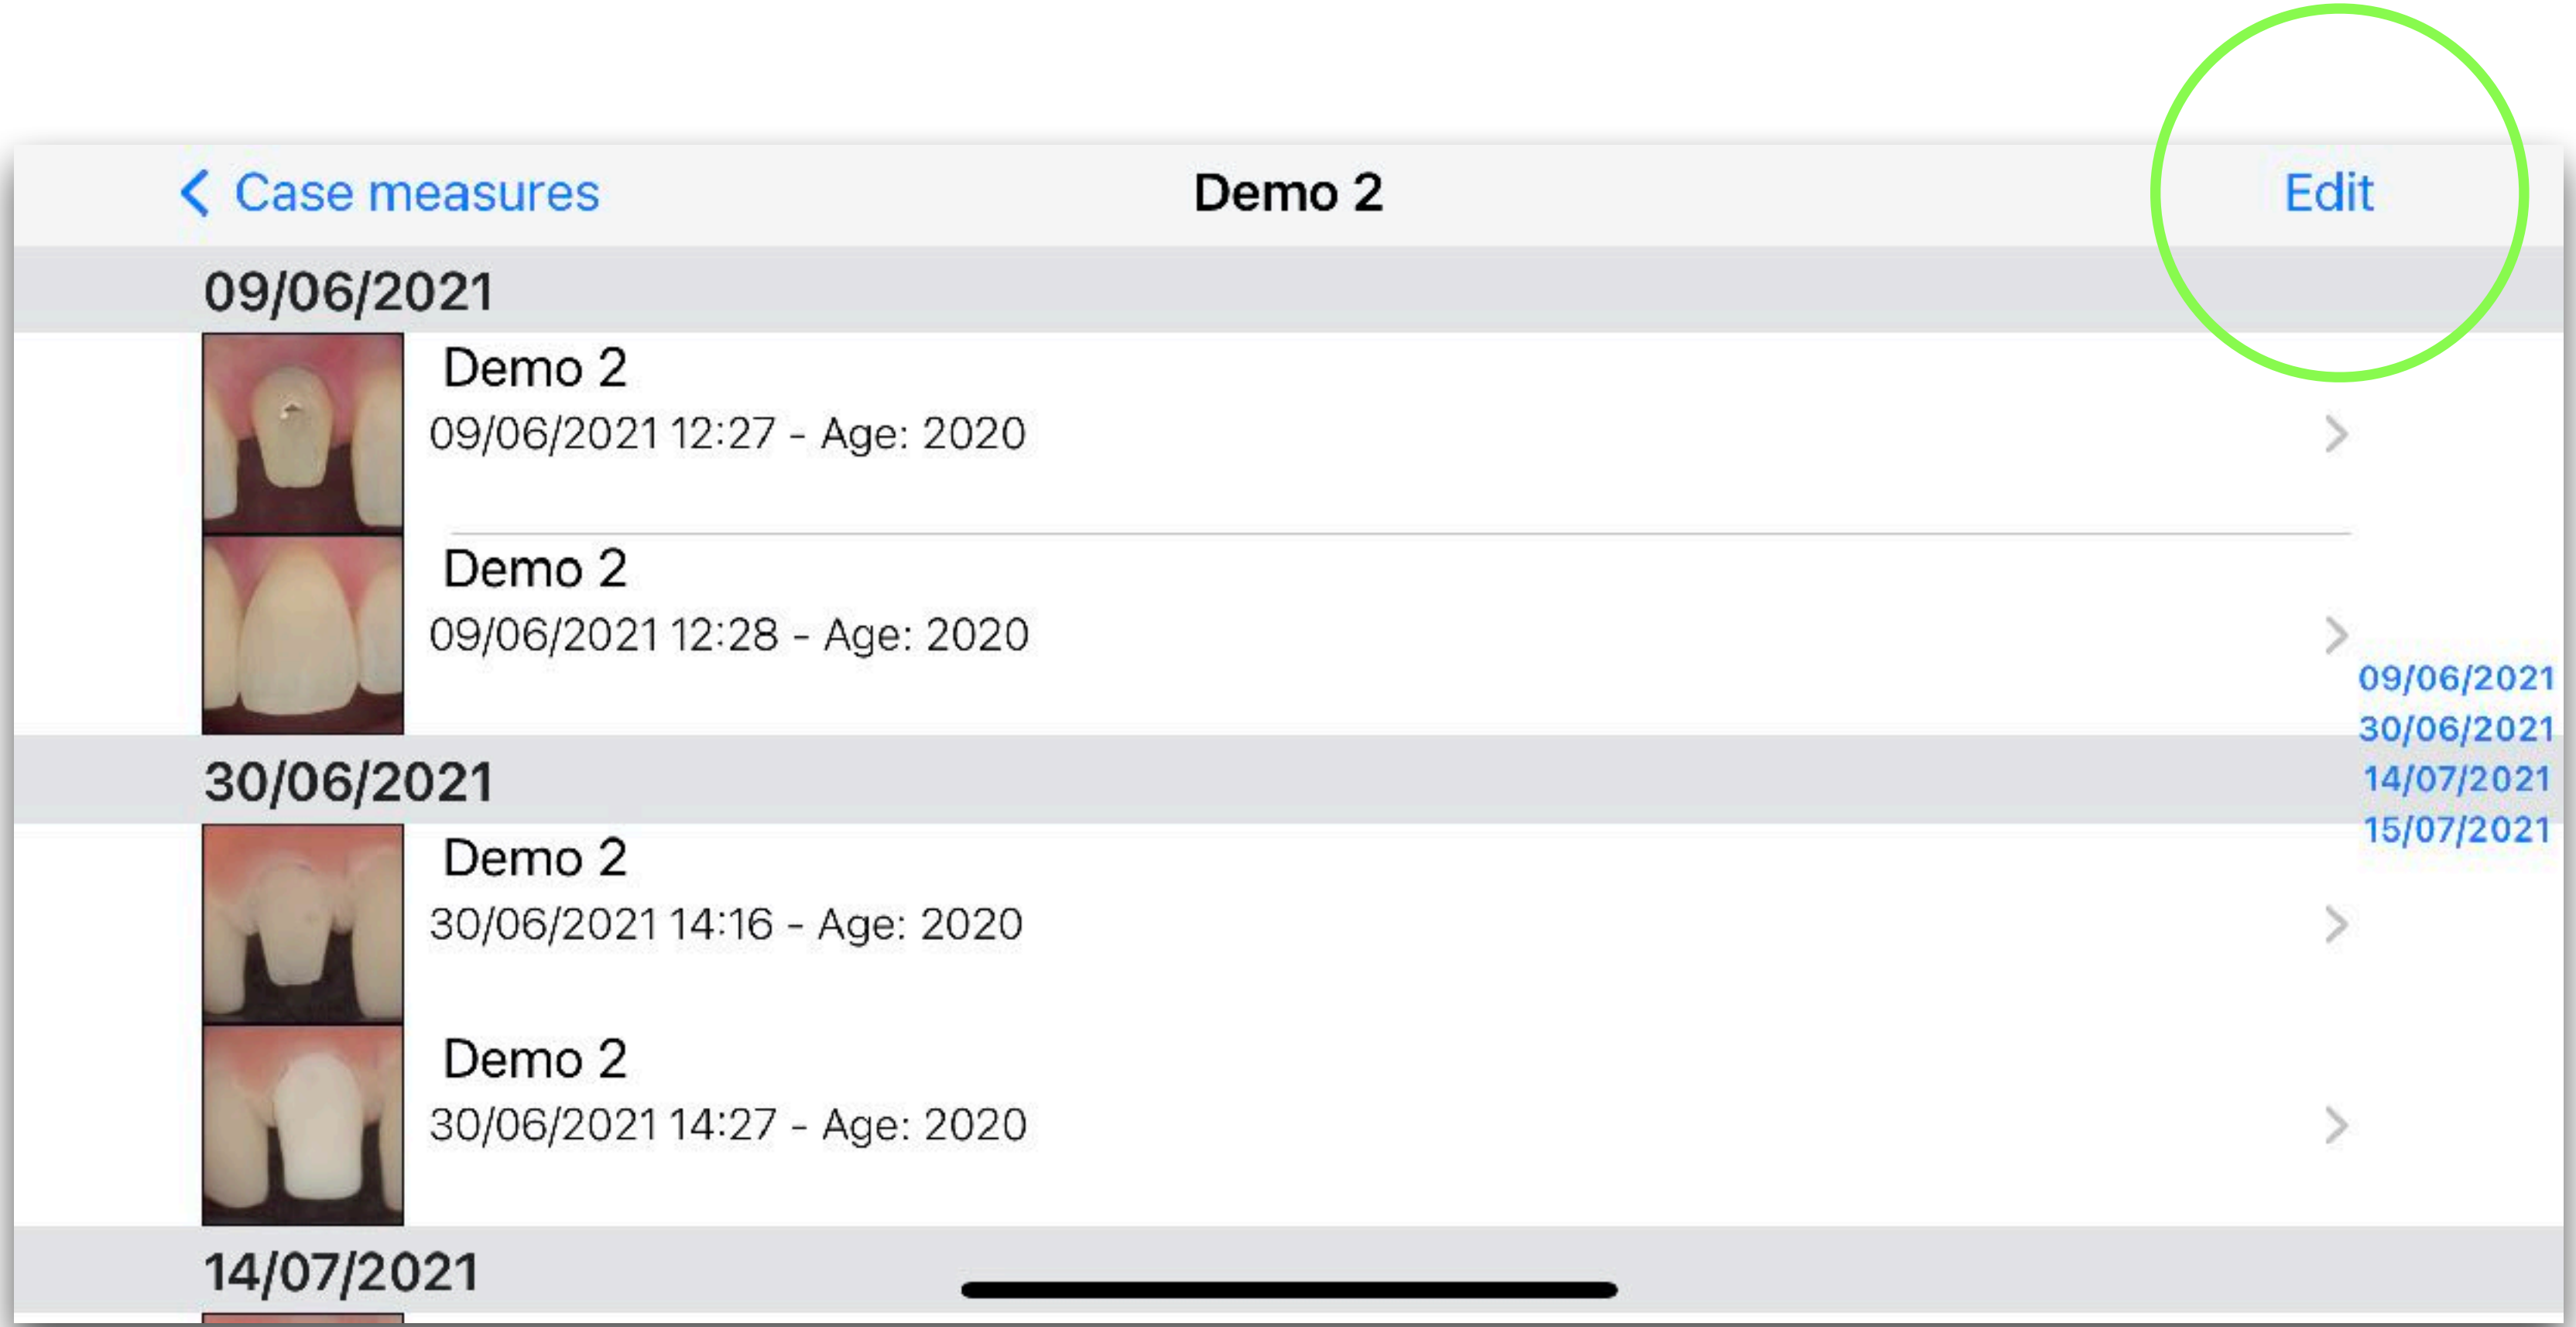 Case measures
Demo 2
Edit
09/06/2021
Demo 2
09/06/2021 12:27 - Age: 2020
Demo 2
09/06/2021 12:28 - Age: 2020
30/06/2021
Demo 2
30/06/2021 14:16 - Age: 2020
Demo 2
30/06/2021 14:27 - Age: 2020
14/07/2021
09/06/2021
30/06/2021
14/07/2021
15/07/2021